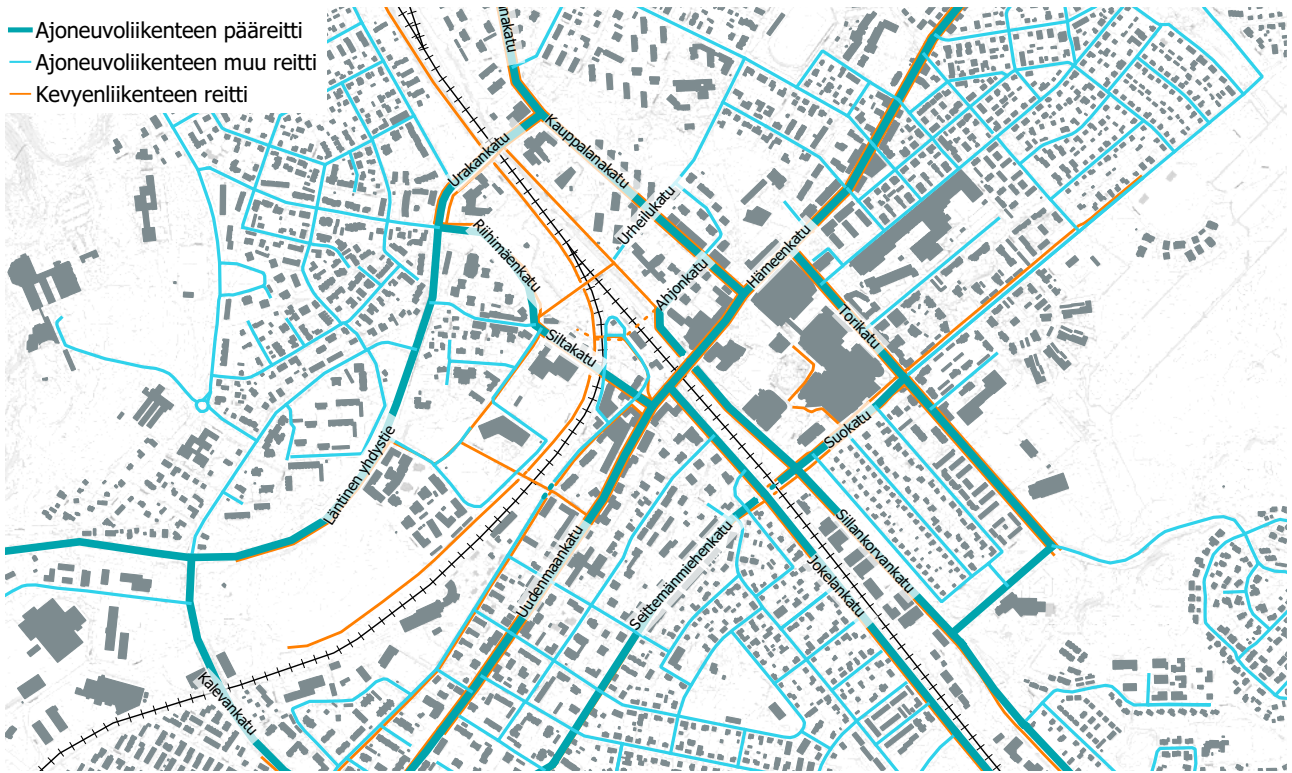 Ajoneuvoliikenteen pääreitti
Ajoneuvoliikenteen muu reitti
Kevyenliikenteen reitti
Kauppalanakatu
Urakankatu
Urheilukatu
Riihimäenkatu
Hämeenkatu
Ahjonkatu
Siltakatu
Torikatu
Suokatu
Läntinen yhdystie
Sillankorvankatu
Jokelankatu
Seittemänmiehenkatu
Uudenmaankatu
Kalevankatu